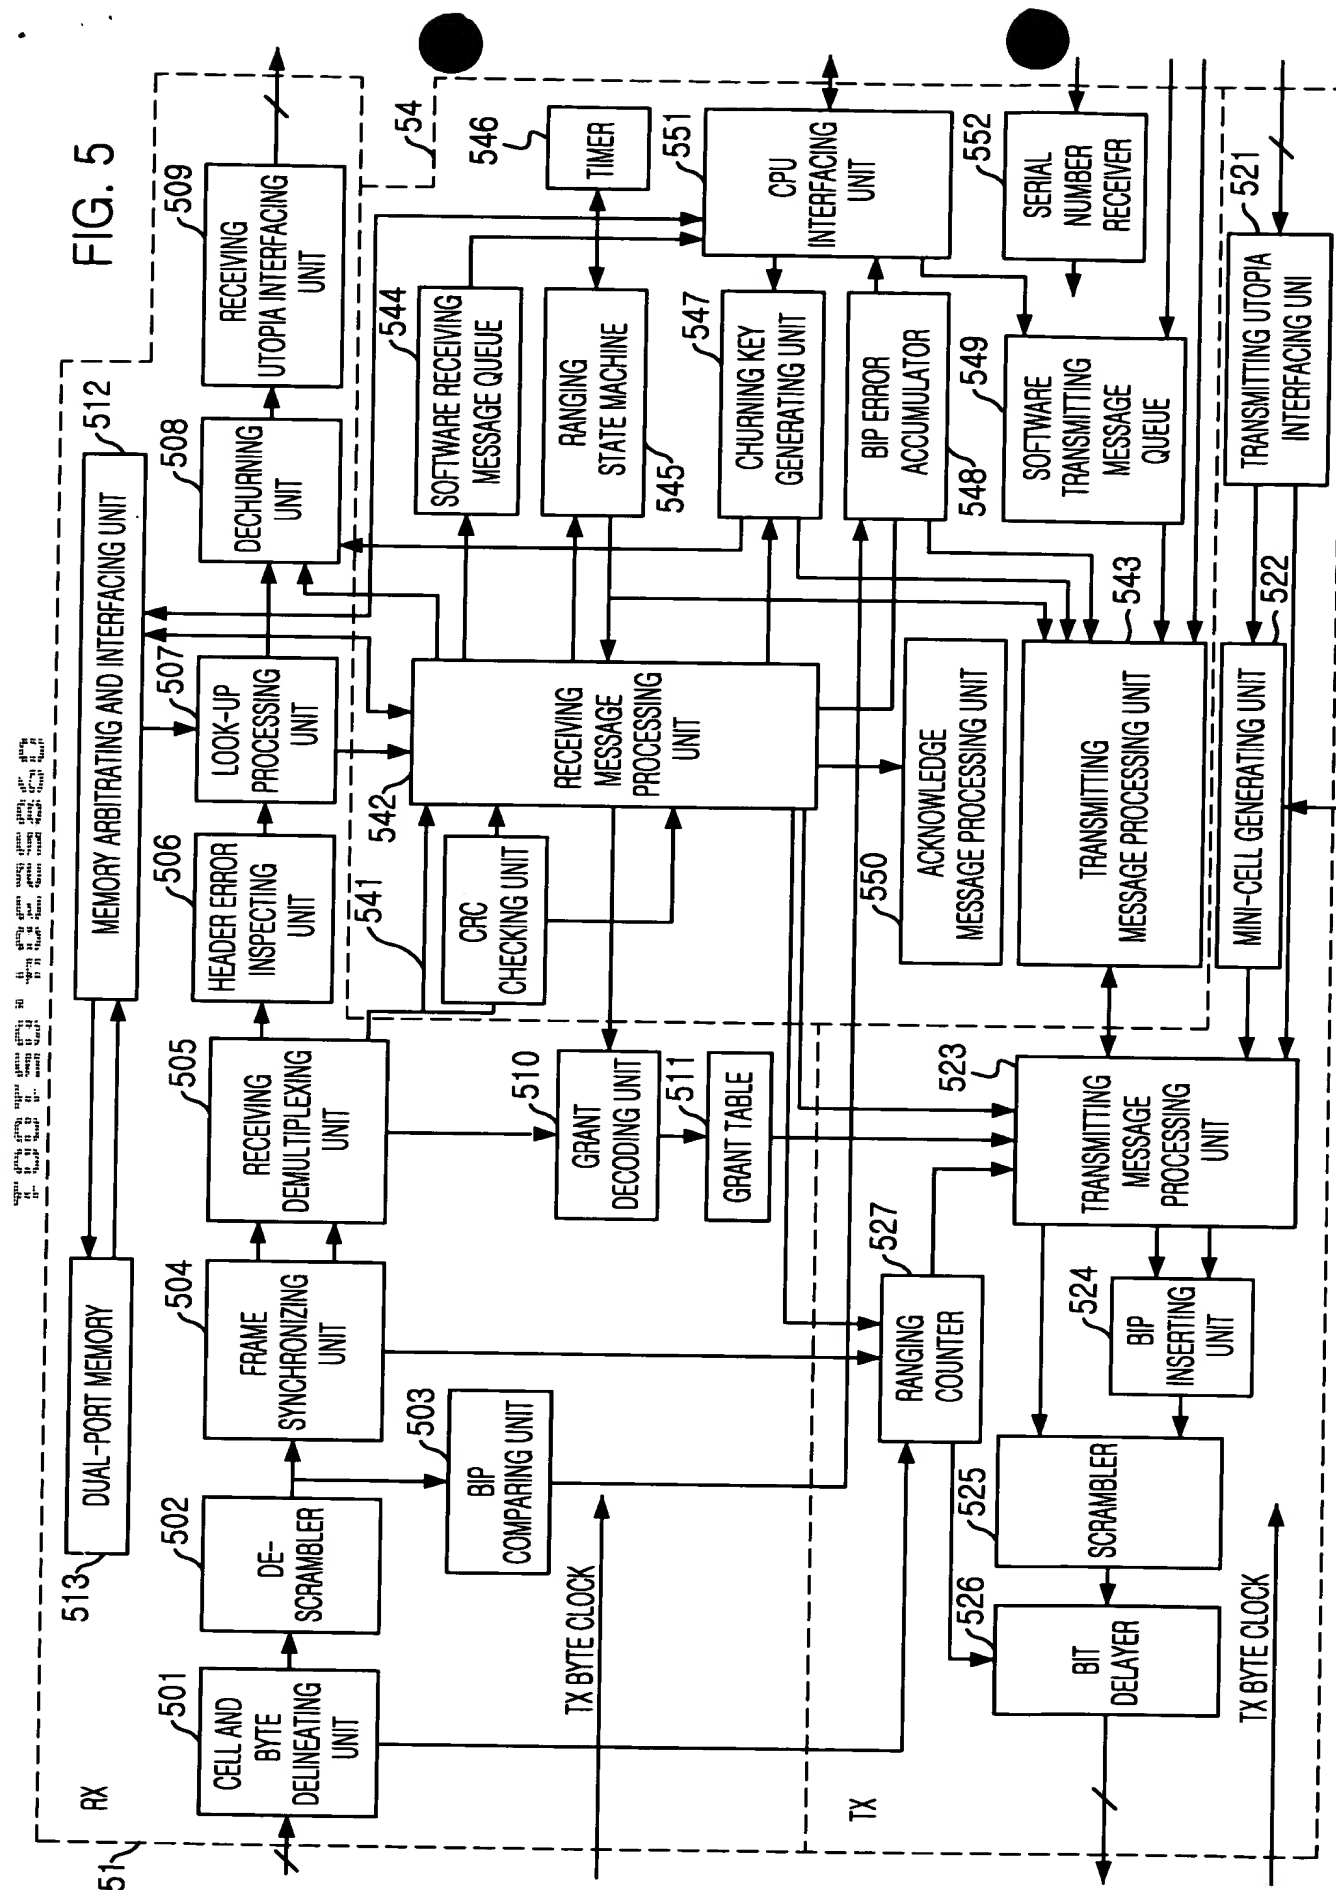 FIG. 5
51
RX
513
DUAL-PORT MEMORY
MEMORY ARBITRATING AND INTERFACING UNIT
512
501
CELL AND
BYTE
DELINEATING
UNIT
502
DE-
SCRAMBLER
504
FRAME
SYNCHRONIZING
UNIT
505
RECEIVING
DEMULTIPLEXING
UNIT
506
HEADER ERROR
INSPECTING
UNIT
507
LOOK-UP
PROCESSING
UNIT
508
DECHURNING
UNIT
509
RECEIVING
UTOPIA INTERFACING
UNIT
54
503
BIP
COMPARING UNIT
541
CRC
CHECKING UNIT
542
RECEIVING
MESSAGE
PROCESSING
UNIT
544
SOFTWARE RECEIVING
MESSAGE QUEUE
545
RANGING
STATE MACHINE
546
TIMER
510
GRANT
DECODING UNIT
511
GRANT TABLE
547
CHURNING KEY
GENERATING UNIT
551
CPU
INTERFACING
UNIT
TX BYTE CLOCK
548
BIP ERROR
ACCUMULATOR
TX
527
RANGING
COUNTER
550
ACKNOWLEDGE
MESSAGE PROCESSING UNIT
549
SOFTWARE
TRANSMITTING
MESSAGE
QUEUE
552
SERIAL
NUMBER
RECEIVER
526
BIT
DELAYER
525
SCRAMBLER
524
BIP
INSERTING
UNIT
523
TRANSMITTING
MESSAGE
PROCESSING
UNIT
543
TRANSMITTING
MESSAGE PROCESSING UNIT
522
MINI-CELL GENERATING UNIT
521
TRANSMITTING UTOPIA
INTERFACING UNI
TX BYTE CLOCK